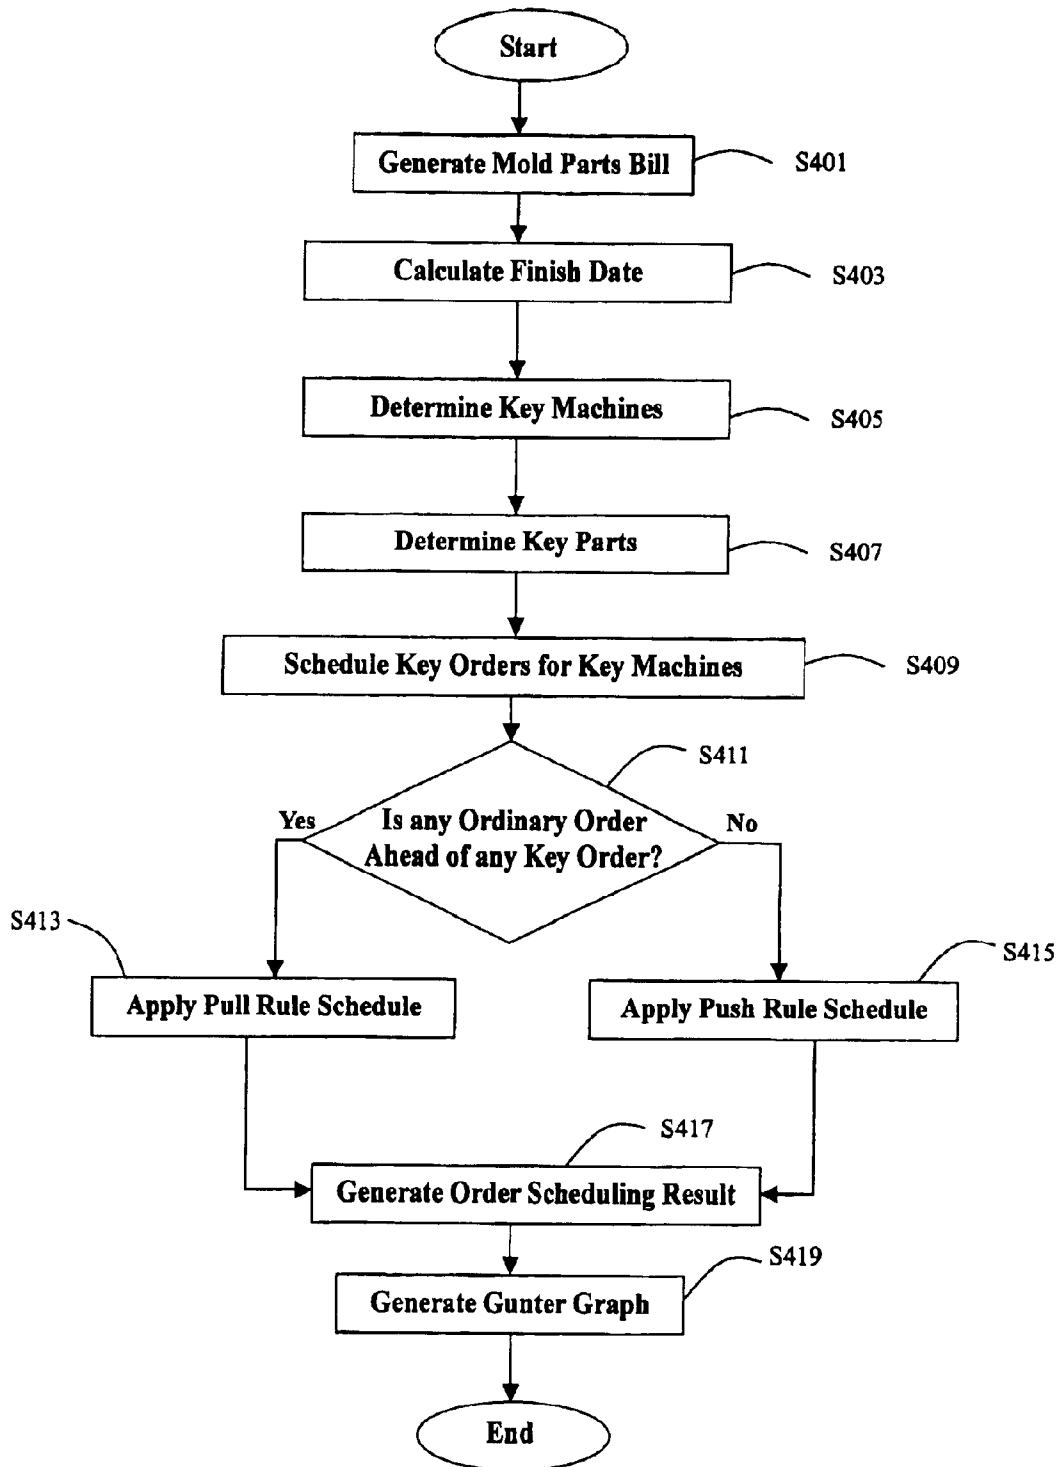 Start
Generate Mold Parts Bill
S401
Calculate Finish Date
S403
Determine Key Machines
S405
Determine Key Parts
S407
Schedule Key Orders for Key Machines
S409
S411
Yes
Is any Ordinary Order
Ahead of any Key Order?
No
S413
Apply Pull Rule Schedule
S415
Apply Push Rule Schedule
S417
Generate Order Scheduling Result
S419
Generate Gunter Graph
End